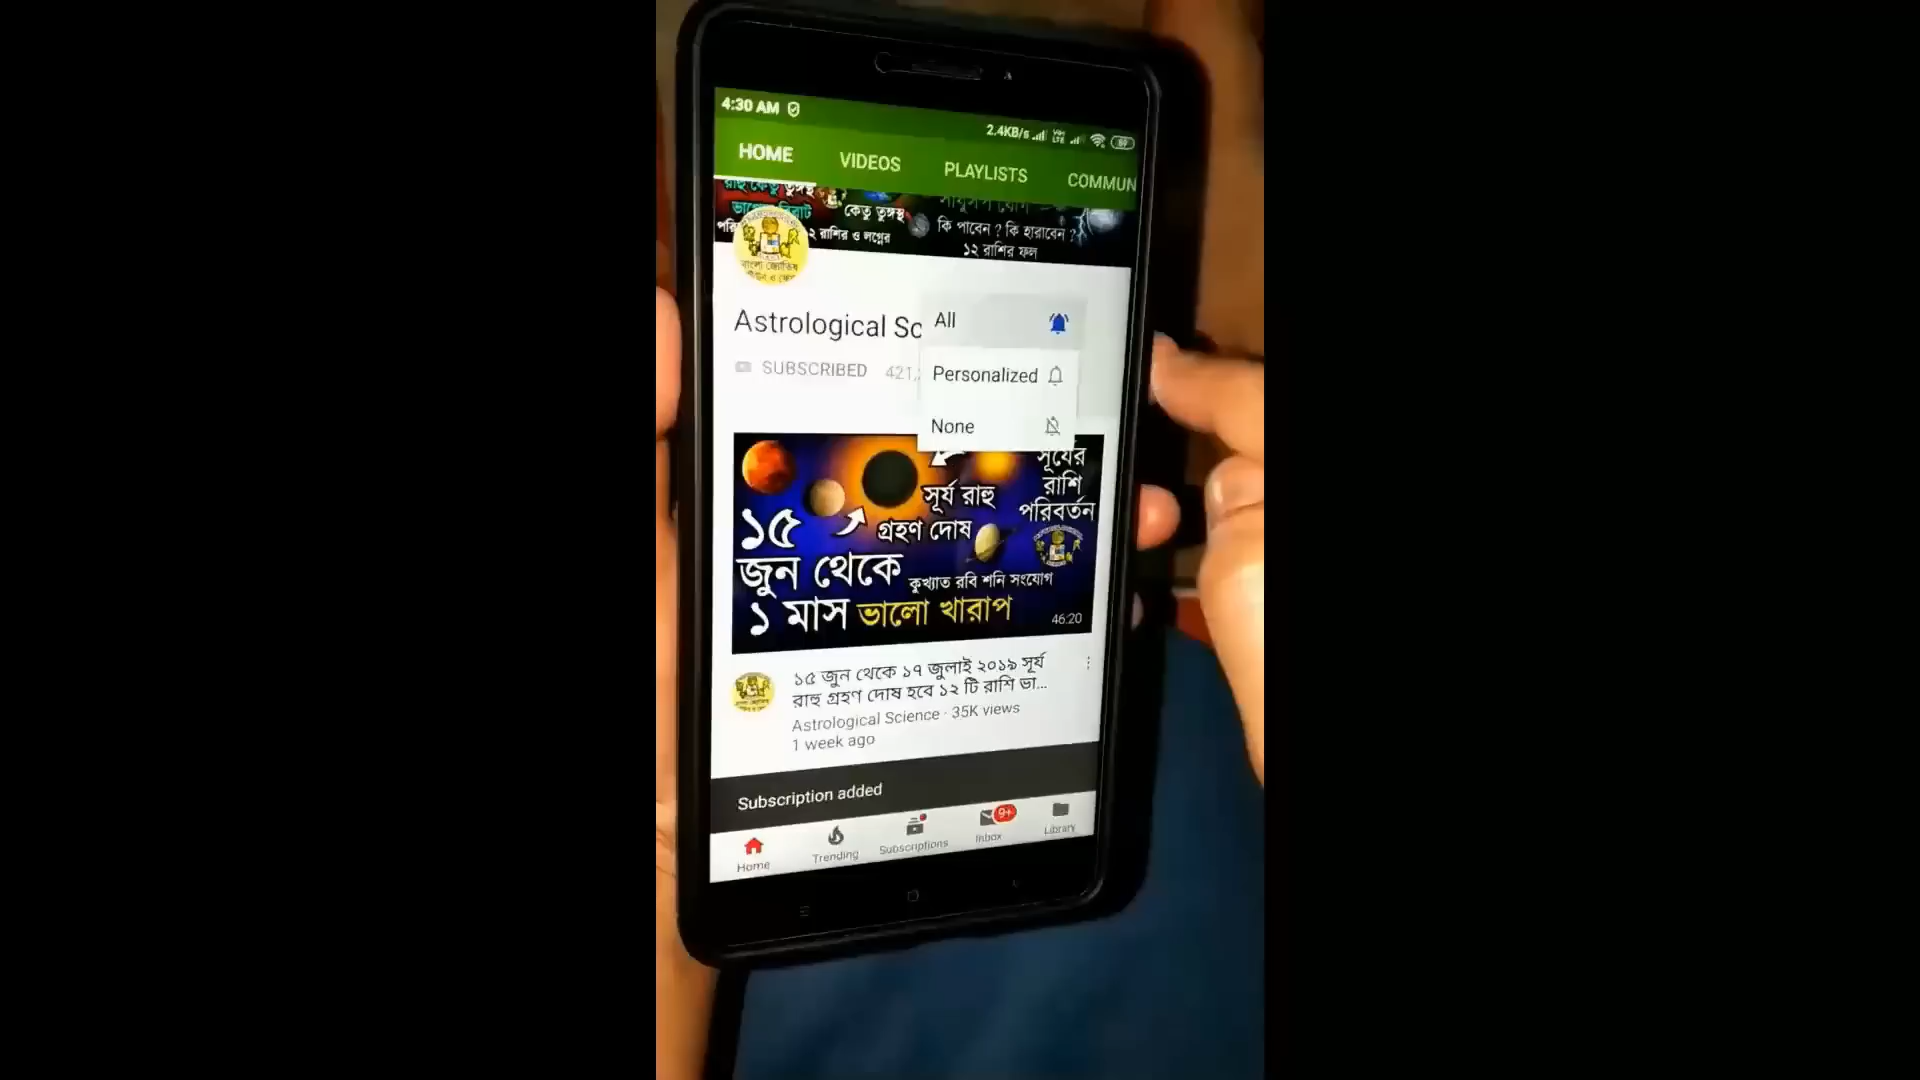 4:30 AM
2.4KB/s
HOME VIDEOS PLAYLISTS COMMUN
রাহু কেতু তুঙ্গস্থ
কেতু তুঙ্গস্থ
২ রাশির ও লগ্নের
কি পাবেন ? কি হারাবেন ?
১২ রাশির ফল
বাংলা জ্যোতিষ
Astrological Sc
SUBSCRIBED 421,
All
Personalized
None
সূর্যের
রাশি
পরিবর্তন
সূর্য রাহু
গ্রহণ দোষ
১৫
জুন থেকে
কুখ্যাত রবি শনি সংযোগ
১ মাস ভালো খারাপ
46:20
১৫ জুন থেকে ১৭ জুলাই ২০১৯ সূর্য
রাহু গ্রহণ দোষ হবে ১২ টি রাশি ভা...
Astrological Science · 35K views
1 week ago
Subscription added
9+
Home Trending Subscriptions Inbox Library